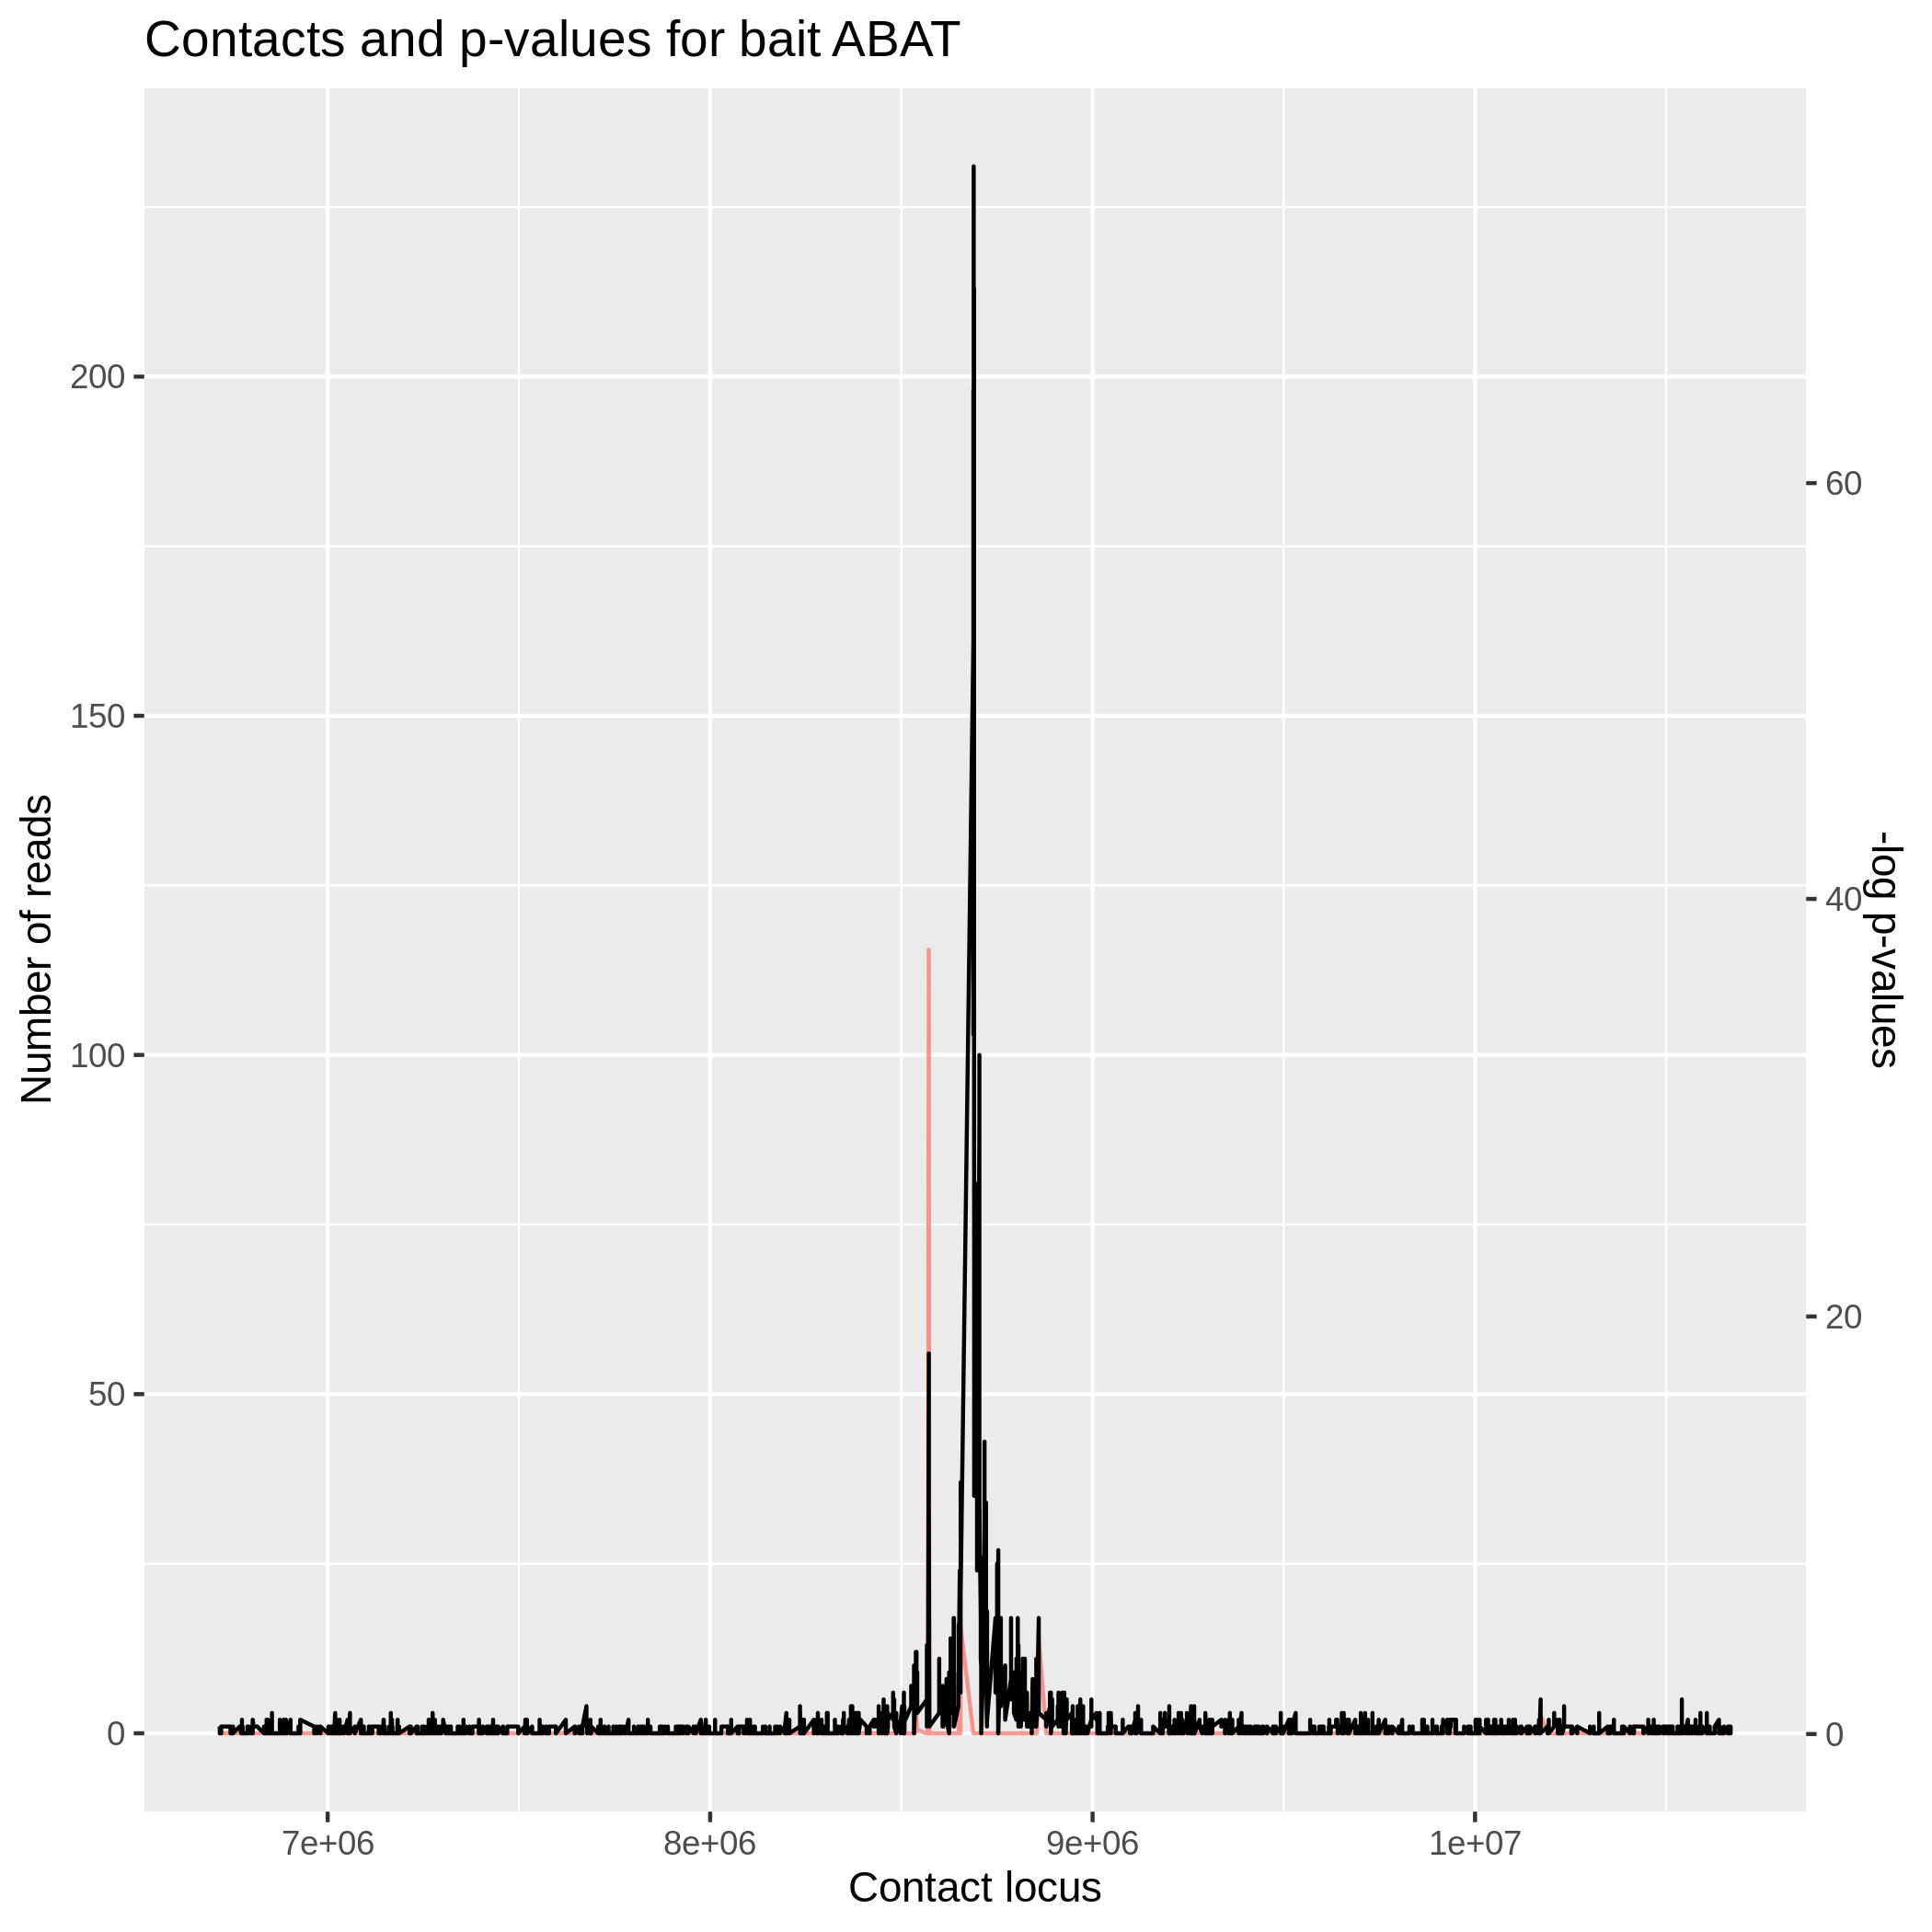 Contacts and p-values for bait ABAT
Number of reads
200
150
100
50
0
60
40
20
0
-log p-values
7e+06
8e+06
9e+06
1e+07
Contact locus